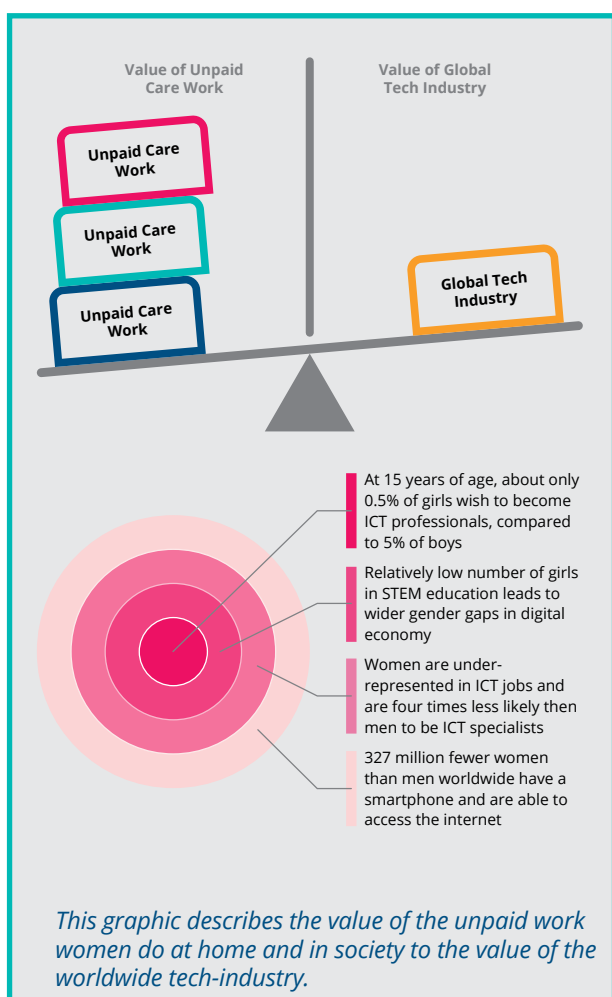 Value of Unpaid
Care Work
Value of Global
Tech Industry
Unpaid Care
Work
Unpaid Care
Work
Unpaid Care
Work
Global Tech
Industry
At 15 years of age, about only
0.5% of girls wish to become
ICT professionals, compared
to 5% of boys
Relatively low number of girls
in STEM education leads to
wider gender gaps in digital
economy
Women are under-
represented in ICT jobs and
are four times less likely then
men to be ICT specialists
327 million fewer women
than men worldwide have a
smartphone and are able to
access the internet
This graphic describes the value of the unpaid work
women do at home and in society to the value of the
worldwide tech-industry.